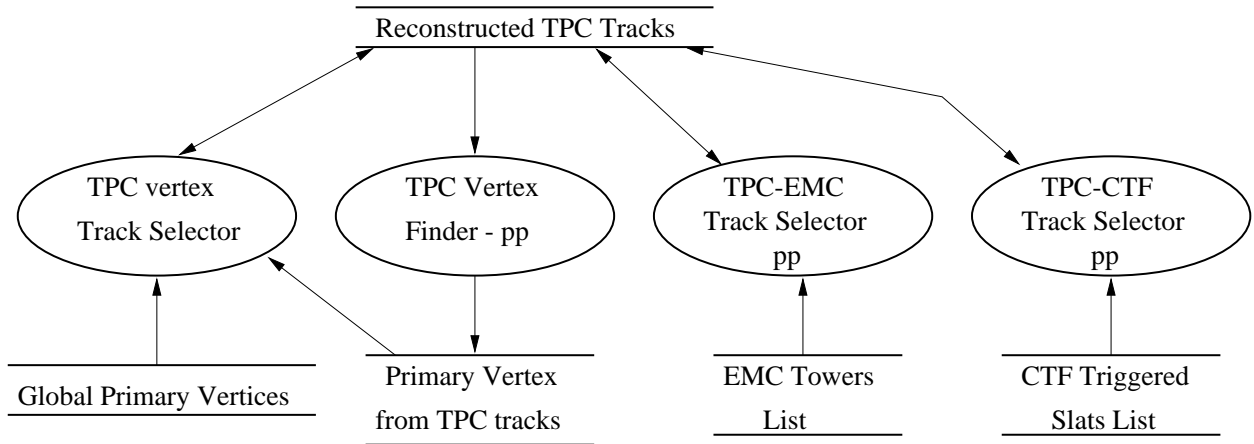 Reconstructed TPC Tracks
TPC vertex
Track Selector
TPC Vertex
Finder - pp
TPC-EMC
Track Selector
pp
TPC-CTF
Track Selector
pp
Global Primary Vertices
Primary Vertex
from TPC tracks
EMC Towers
List
CTF Triggered
Slats List